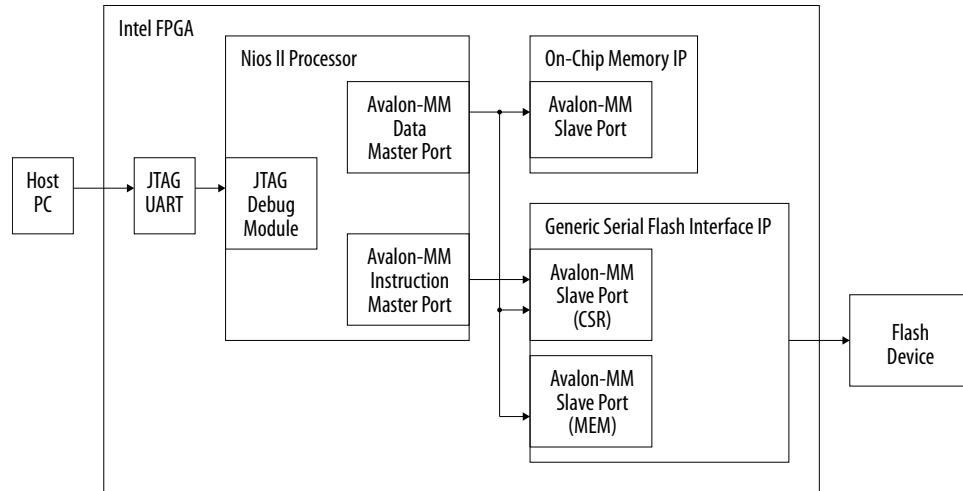 Intel FPGA
Nios II Processor
On-Chip Memory IP
Avalon-MM
Data
Master Port
Avalon-MM
Slave Port
Host
PC
JTAG
UART
JTAG
Debug
Module
Generic Serial Flash Interface IP
Avalon-MM
Instruction
Master Port
Avalon-MM
Slave Port
(CSR)
Flash
Device
Avalon-MM
Slave Port
(MEM)